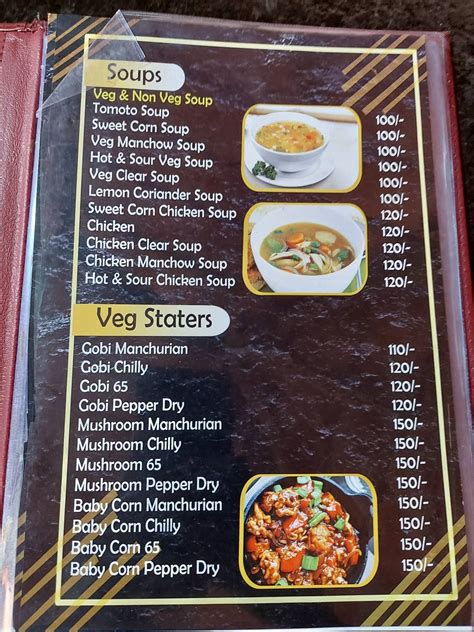 Soups
Veg & Non Veg Soup
Tomoto Soup 100/-
Sweet Corn Soup 100/-
Veg Manchow Soup 100/-
Hot & Sour Veg Soup 100/-
Veg Clear Soup 100/-
Lemon Coriander Soup 100/-
Sweet Corn Chicken Soup 120/-
Chicken 120/-
Chicken Clear Soup 120/-
Chicken Manchow Soup 120/-
Hot & Sour Chicken Soup 120/-
Veg Staters
Gobi Manchurian 110/-
Gobi Chilly 120/-
Gobi 65 120/-
Gobi Pepper Dry 120/-
Mushroom Manchurian 150/-
Mushroom Chilly 150/-
Mushroom 65 150/-
Mushroom Pepper Dry 150/-
Baby Corn Manchurian 150/-
Baby Corn Chilly 150/-
Baby Corn 65 150/-
Baby Corn Pepper Dry 150/-